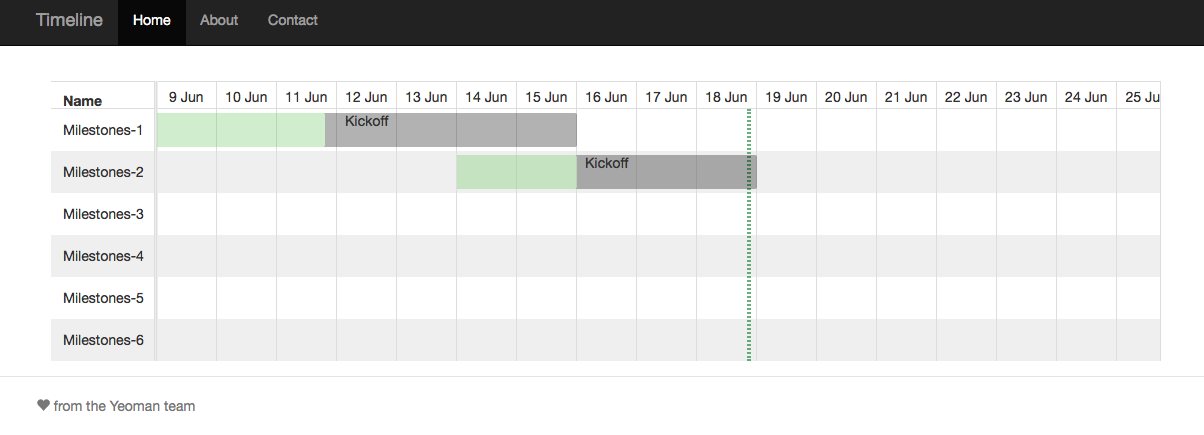 Timeline Home About Contact
Name 9 Jun 10 Jun 11 Jun 12 Jun 13 Jun 14 Jun 15 Jun 16 Jun 17 Jun 18 Jun 19 Jun 20 Jun 21 Jun 22 Jun 23 Jun 24 Jun 25 Ju
Milestones-1 Kickoff
Milestones-2 Kickoff
Milestones-3
Milestones-4
Milestones-5
Milestones-6
♥ from the Yeoman team